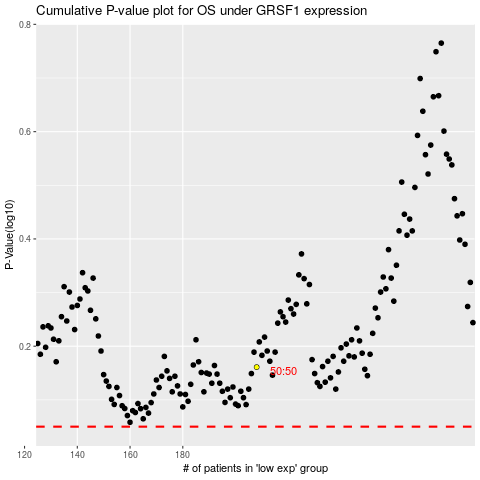 Cumulative P-value plot for OS under GRSF1 expression
0.8
0.6
0.4
0.2
P-Value(log10)
50:50
120 140 160 180
# of patients in 'low exp' group